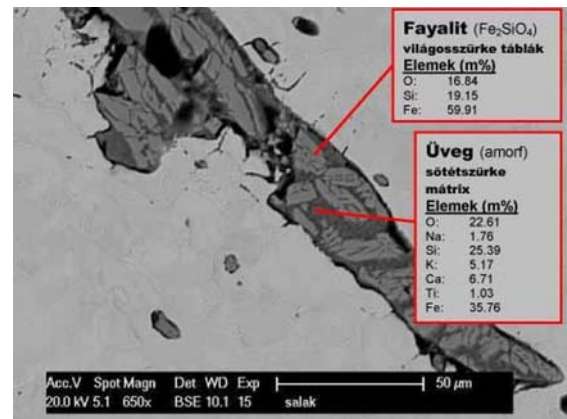 Fayalit (Fe₂SiO₄)
világosszürke táblák
Elemek (m%)
O: 16.84
Si: 19.15
Fe: 59.91
Üveg (amorf)
sötétszürke
mátrix
Elemek (m%)
O: 22.61
Na: 1.76
Si: 25.39
K: 5.17
Ca: 6.71
Ti: 1.03
Fe: 35.76
Acc.V Spot Magn Det WD Exp 50 µm
20.0 kV 5.1 650x BSE 10.1 15 salak